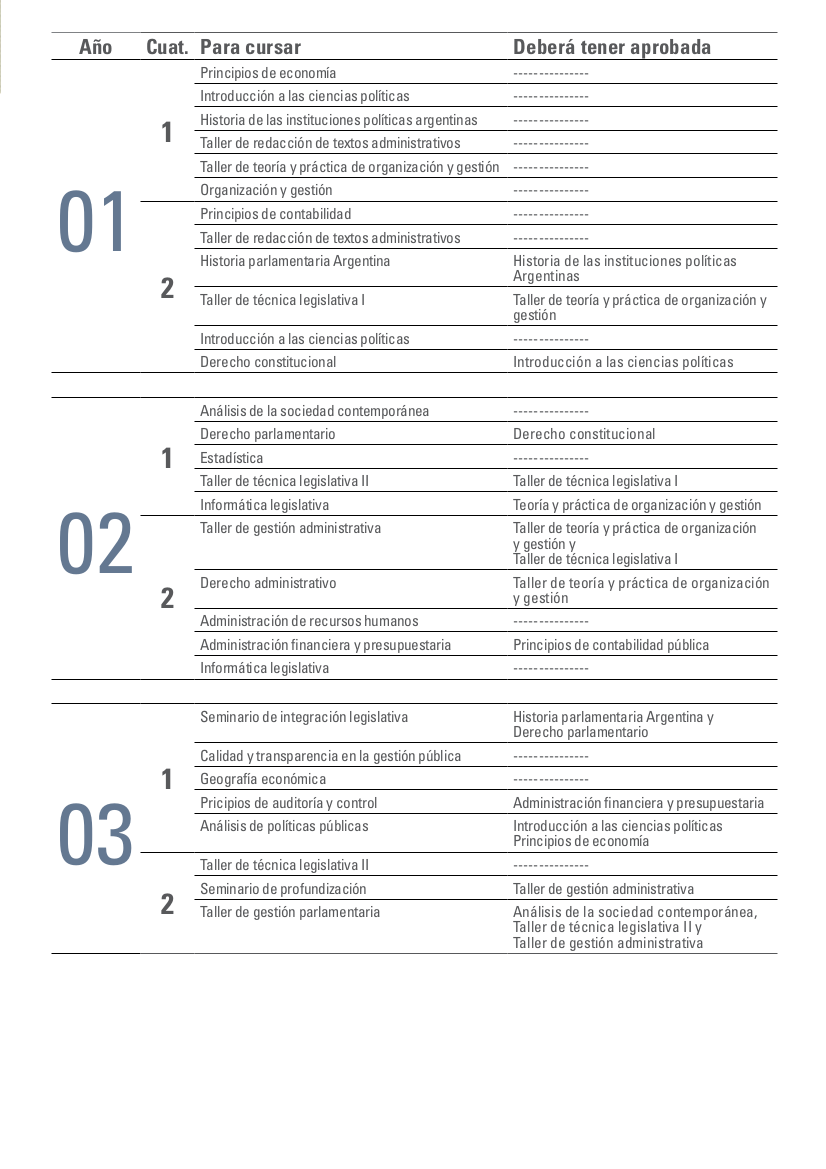 Año Cuat. Para cursar Deberá tener aprobada
01
1
Principios de economía ---------------
Introducción a las ciencias políticas ---------------
Historia de las instituciones políticas argentinas ---------------
Taller de redacción de textos administrativos ---------------
Taller de teoría y práctica de organización y gestión ---------------
Organización y gestión ---------------
2
Principios de contabilidad ---------------
Taller de redacción de textos administrativos ---------------
Historia parlamentaria Argentina Historia de las instituciones políticas
Argentinas
Taller de técnica legislativa I Taller de teoría y práctica de organización y
gestión
Introducción a las ciencias políticas ---------------
Derecho constitucional Introducción a las ciencias políticas
02
1
Análisis de la sociedad contemporánea ---------------
Derecho parlamentario Derecho constitucional
Estadística ---------------
Taller de técnica legislativa II Taller de técnica legislativa I
Informática legislativa Teoría y práctica de organización y gestión
2
Taller de gestión administrativa Taller de teoría y práctica de organización
y gestión y
Taller de técnica legislativa I
Derecho administrativo Taller de teoría y práctica de organización
y gestión
Administración de recursos humanos ---------------
Administración financiera y presupuestaria Principios de contabilidad pública
Informática legislativa ---------------
03
1
Seminario de integración legislativa Historia parlamentaria Argentina y
Derecho parlamentario
Calidad y transparencia en la gestión pública ---------------
Geografía económica ---------------
Pricipios de auditoría y control Administración financiera y presupuestaria
Análisis de políticas públicas Introducción a las ciencias políticas
Principios de economía
2
Taller de técnica legislativa II ---------------
Seminario de profundización Taller de gestión administrativa
Taller de gestión parlamentaria Análisis de la sociedad contemporánea,
Taller de técnica legislativa II y
Taller de gestión administrativa